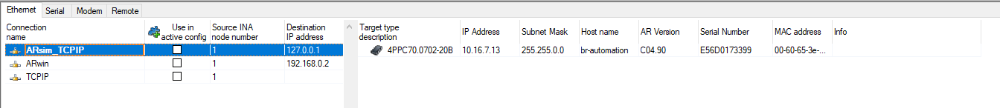 Ethernet Serial Modem Remote
Connection name Use in active config Source INA node number Destination IP address Target type description IP Address Subnet Mask Host name AR Version Serial Number MAC address Info
ARsim_TCPIP 1 127.0.0.1 4PPC70.0702-20B 10.16.7.13 255.255.0.0 br-automation C04.90 E56D0173399 00-60-65-3e-...
ARwin 1 192.168.0.2
TCPIP 1